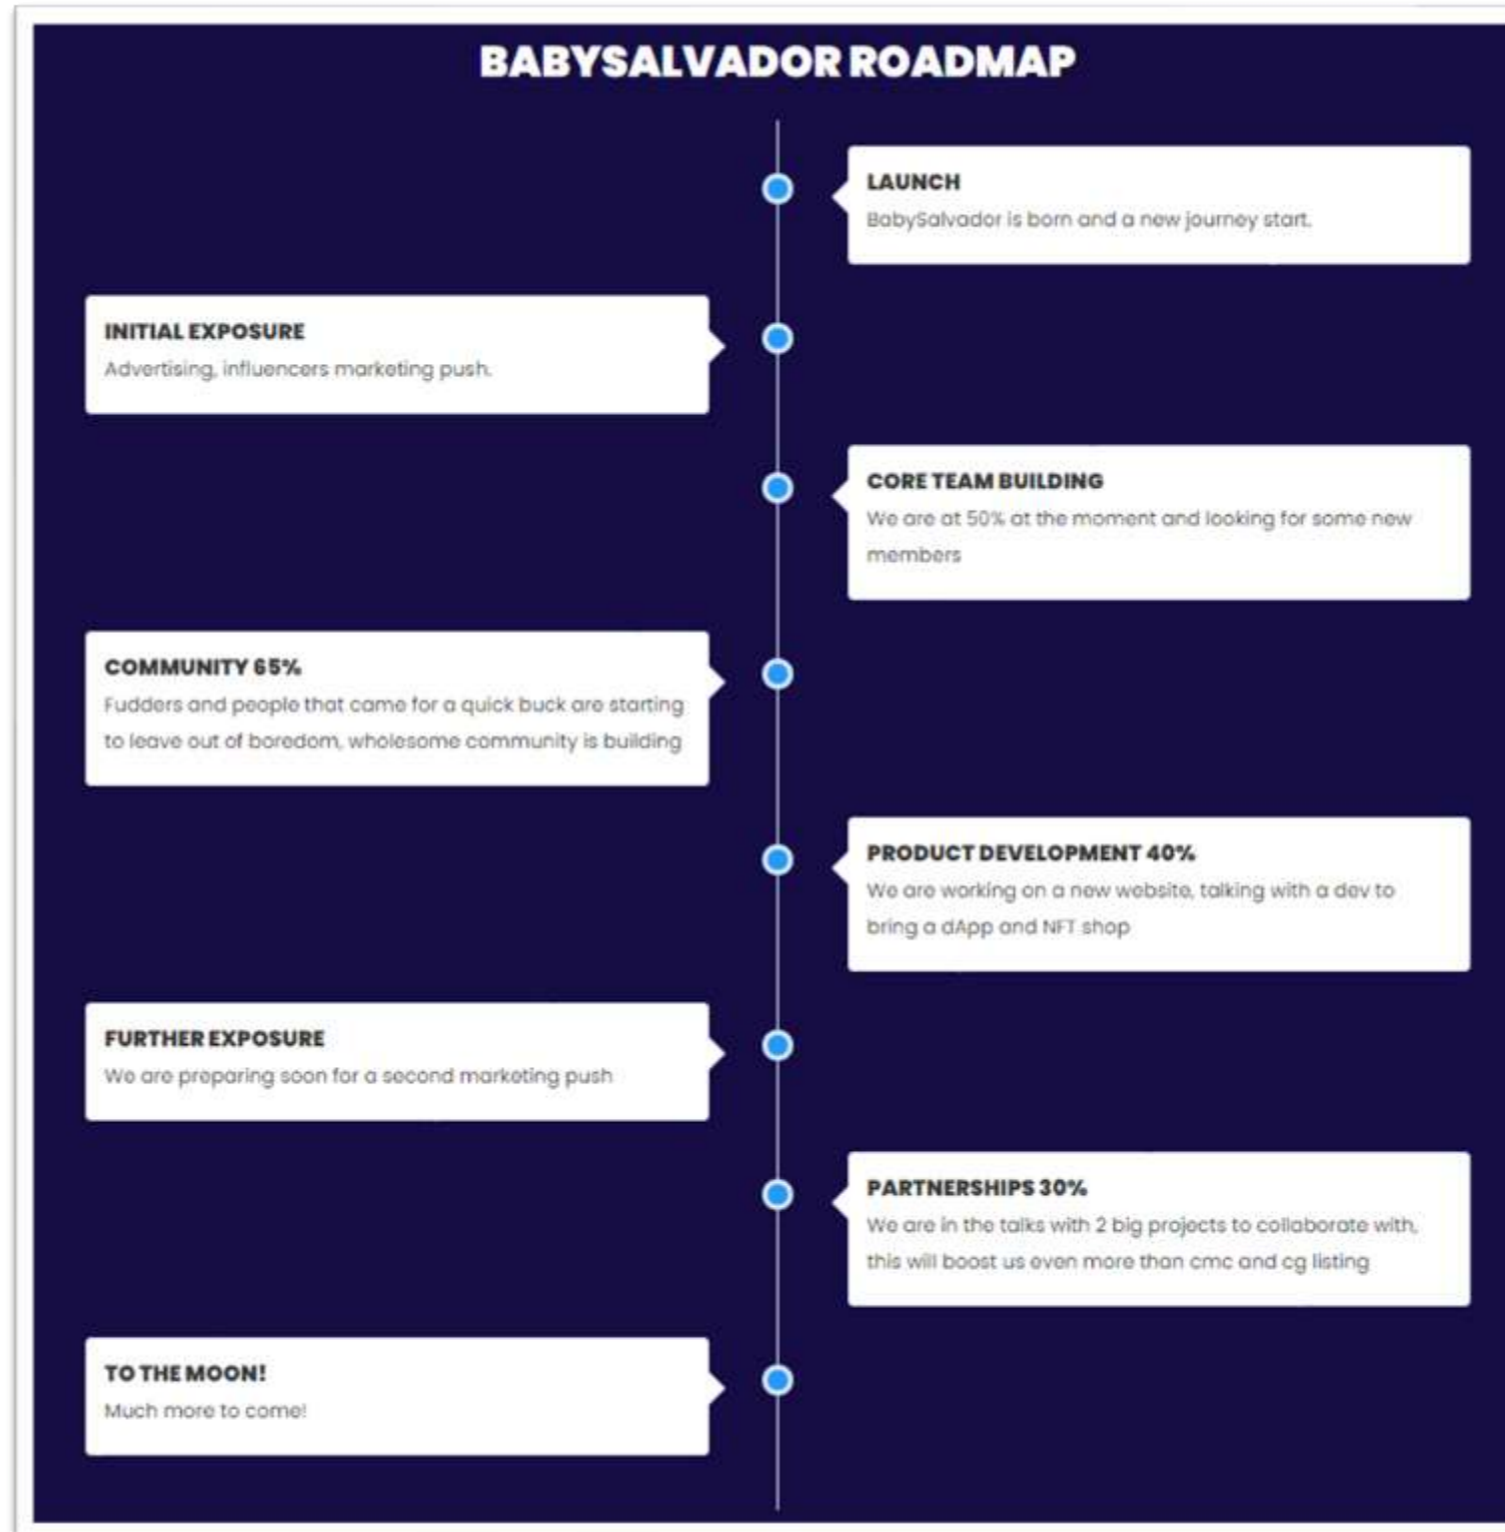 BABYSALVADOR ROADMAP
LAUNCH
BabySalvador is born and a new journey start.
INITIAL EXPOSURE
Advertising, influencers marketing push.
CORE TEAM BUILDING
We are at 50% at the moment and looking for some new
members
COMMUNITY 65%
Fudders and people that came for a quick buck are starting
to leave out of boredom, wholesome community is building
PRODUCT DEVELOPMENT 40%
We are working on a new website, talking with a dev to
bring a dApp and NFT shop
FURTHER EXPOSURE
We are preparing soon for a second marketing push
PARTNERSHIPS 30%
We are in the talks with 2 big projects to collaborate with,
this will boost us even more than cmc and cg listing
TO THE MOON!
Much more to come!